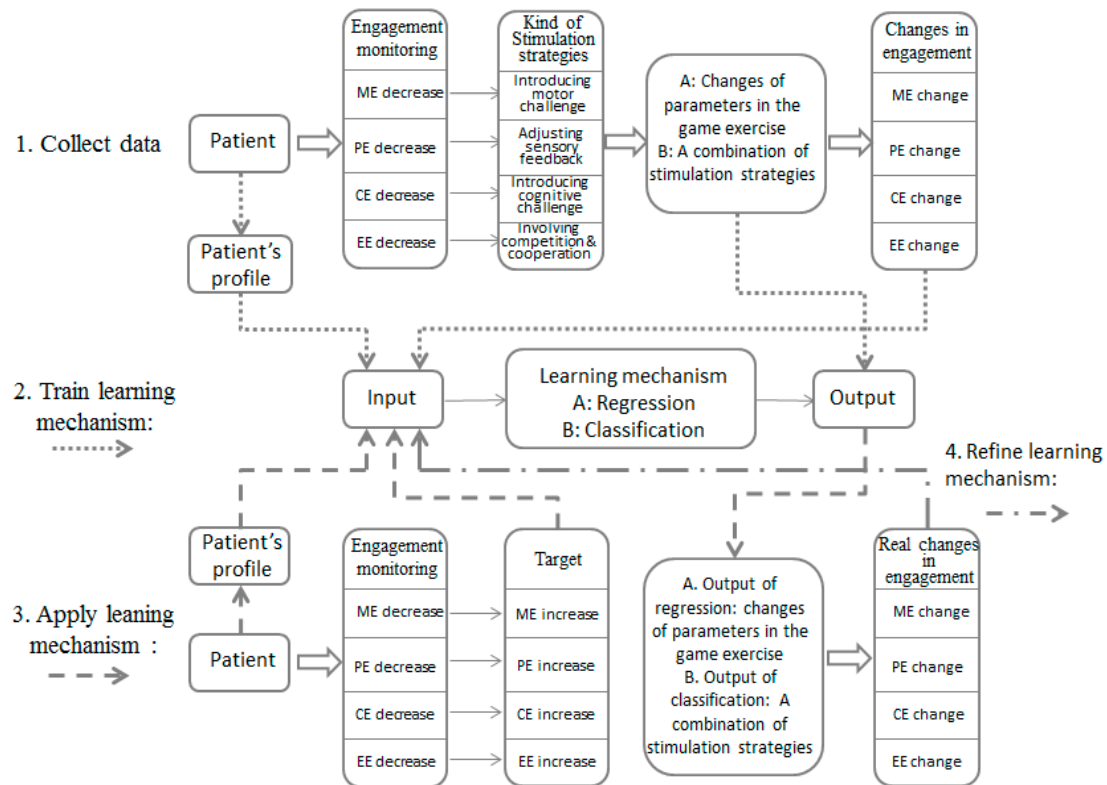 Engagement
monitoring
ME decrease
PE decrease
CE decrease
EE decrease
Kind of
Stimulation
strategies
Introducing
motor
challenge
Adjusting
sensory
feedback
Introducing
cognitive
challenge
Involving
competition &
cooperation
A: Changes of
parameters in the
game exercise
B: A combination of
stimulation strategies
Changes in
engagement
ME change
PE change
CE change
EE change
1. Collect data
Patient
Patient's
profile
2. Train learning
mechanism:
Input
Learning mechanism
A: Regression
B: Classification
Output
4. Refine learning
mechanism:
3. Apply leaning
mechanism :
Patient's
profile
Patient
Engagement
monitoring
ME decrease
PE decrease
CE decrease
EE decrease
Target
ME increase
PE increase
CE increase
EE increase
A. Output of
regression: changes
of parameters in the
game exercise
B. Output of
classification: A
combination of
stimulation strategies
Real changes
in
engagement
ME change
PE change
CE change
EE change